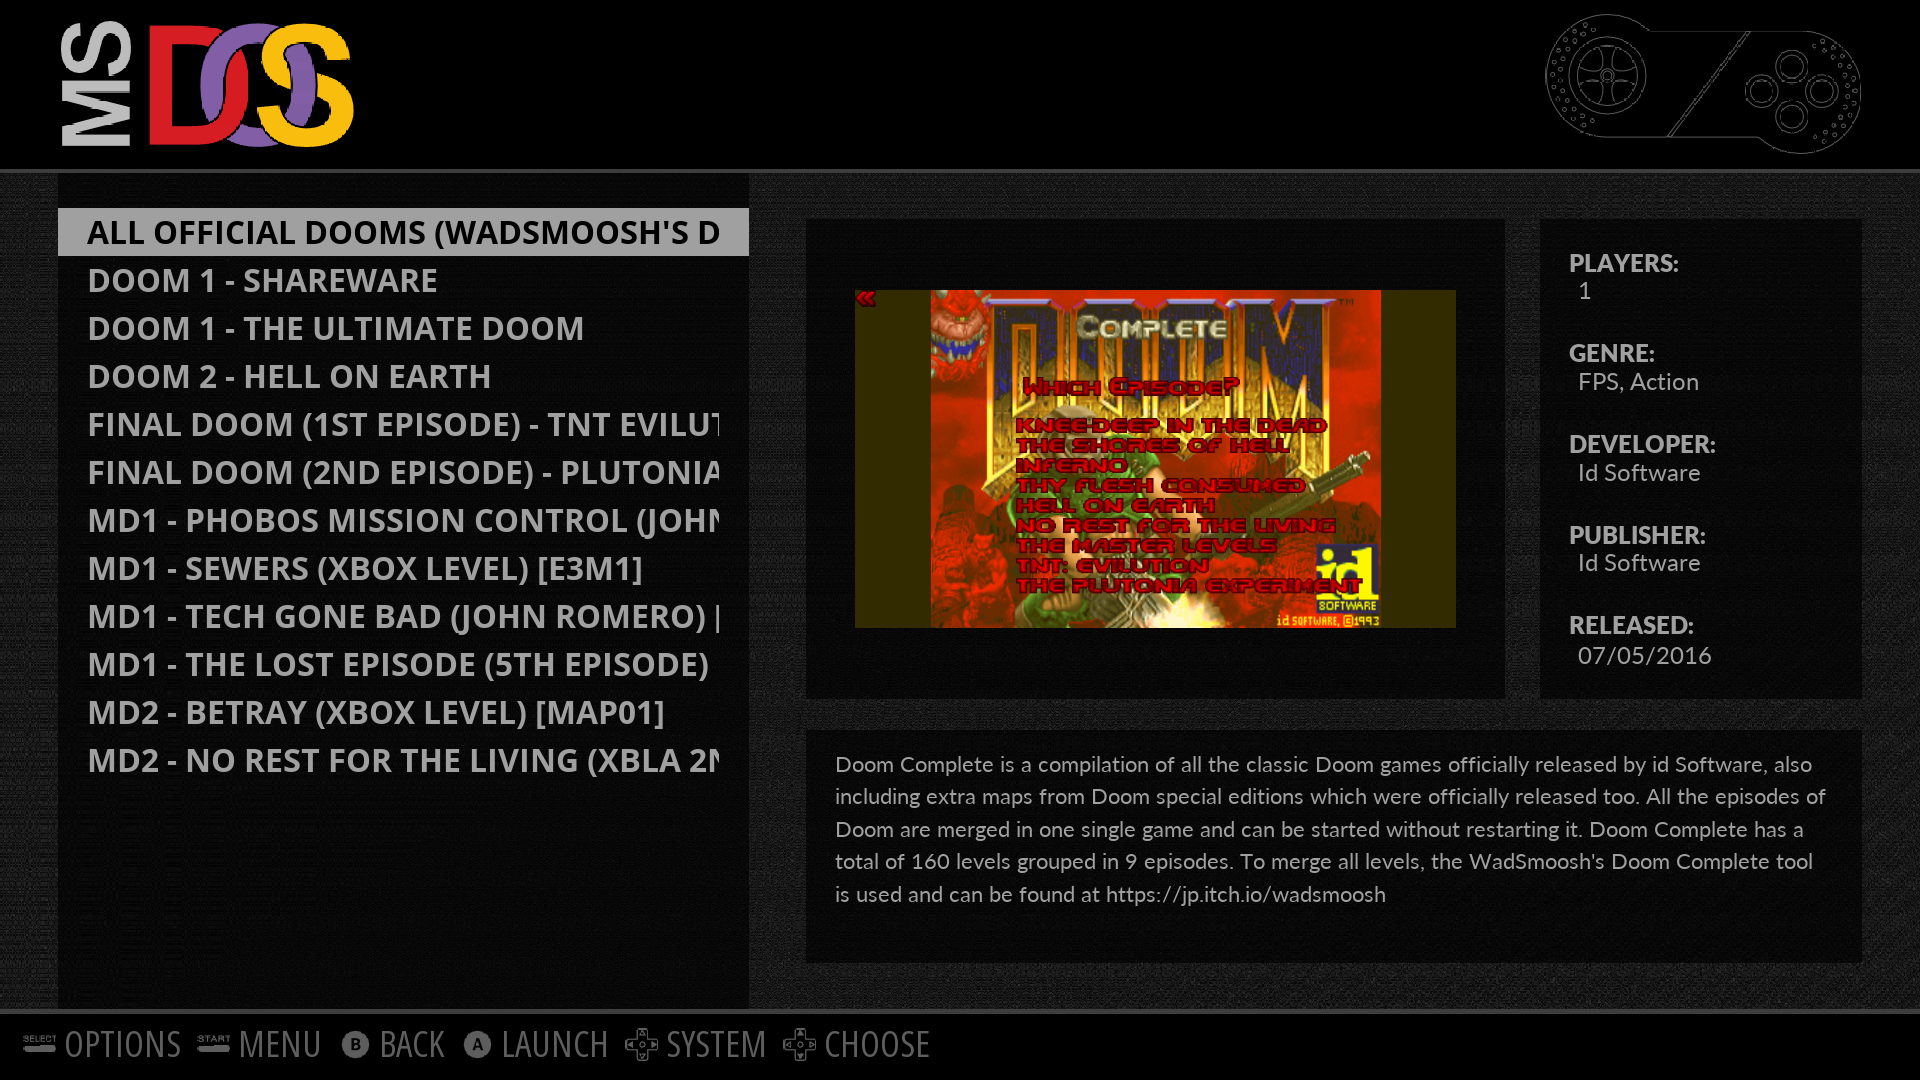 MS DOS
ALL OFFICIAL DOOMS (WADSMOOSH'S D
DOOM 1 - SHAREWARE
DOOM 1 - THE ULTIMATE DOOM
DOOM 2 - HELL ON EARTH
FINAL DOOM (1ST EPISODE) - TNT EVILUT
FINAL DOOM (2ND EPISODE) - PLUTONIA
MD1 - PHOBOS MISSION CONTROL (JOHN
MD1 - SEWERS (XBOX LEVEL) [E3M1]
MD1 - TECH GONE BAD (JOHN ROMERO) [
MD1 - THE LOST EPISODE (5TH EPISODE)
MD2 - BETRAY (XBOX LEVEL) [MAP01]
MD2 - NO REST FOR THE LIVING (XBLA 2N
DOOM™
COMPLETE
WHICH EPISODE?
KNEE-DEEP IN THE DEAD
THE SHORES OF HELL
INFERNO
THY FLESH CONSUMED
HELL ON EARTH
NO REST FOR THE LIVING
THE MASTER LEVELS
TNT: EVILUTION
THE PLUTONIA EXPERIMENT
id
SOFTWARE
id SOFTWARE, ©1993
PLAYERS:
1
GENRE:
FPS, Action
DEVELOPER:
Id Software
PUBLISHER:
Id Software
RELEASED:
07/05/2016
Doom Complete is a compilation of all the classic Doom games officially released by id Software, also
including extra maps from Doom special editions which were officially released too. All the episodes of
Doom are merged in one single game and can be started without restarting it. Doom Complete has a
total of 160 levels grouped in 9 episodes. To merge all levels, the WadSmoosh's Doom Complete tool
is used and can be found at https://jp.itch.io/wadsmoosh
SELECT OPTIONS START MENU B BACK A LAUNCH SYSTEM CHOOSE